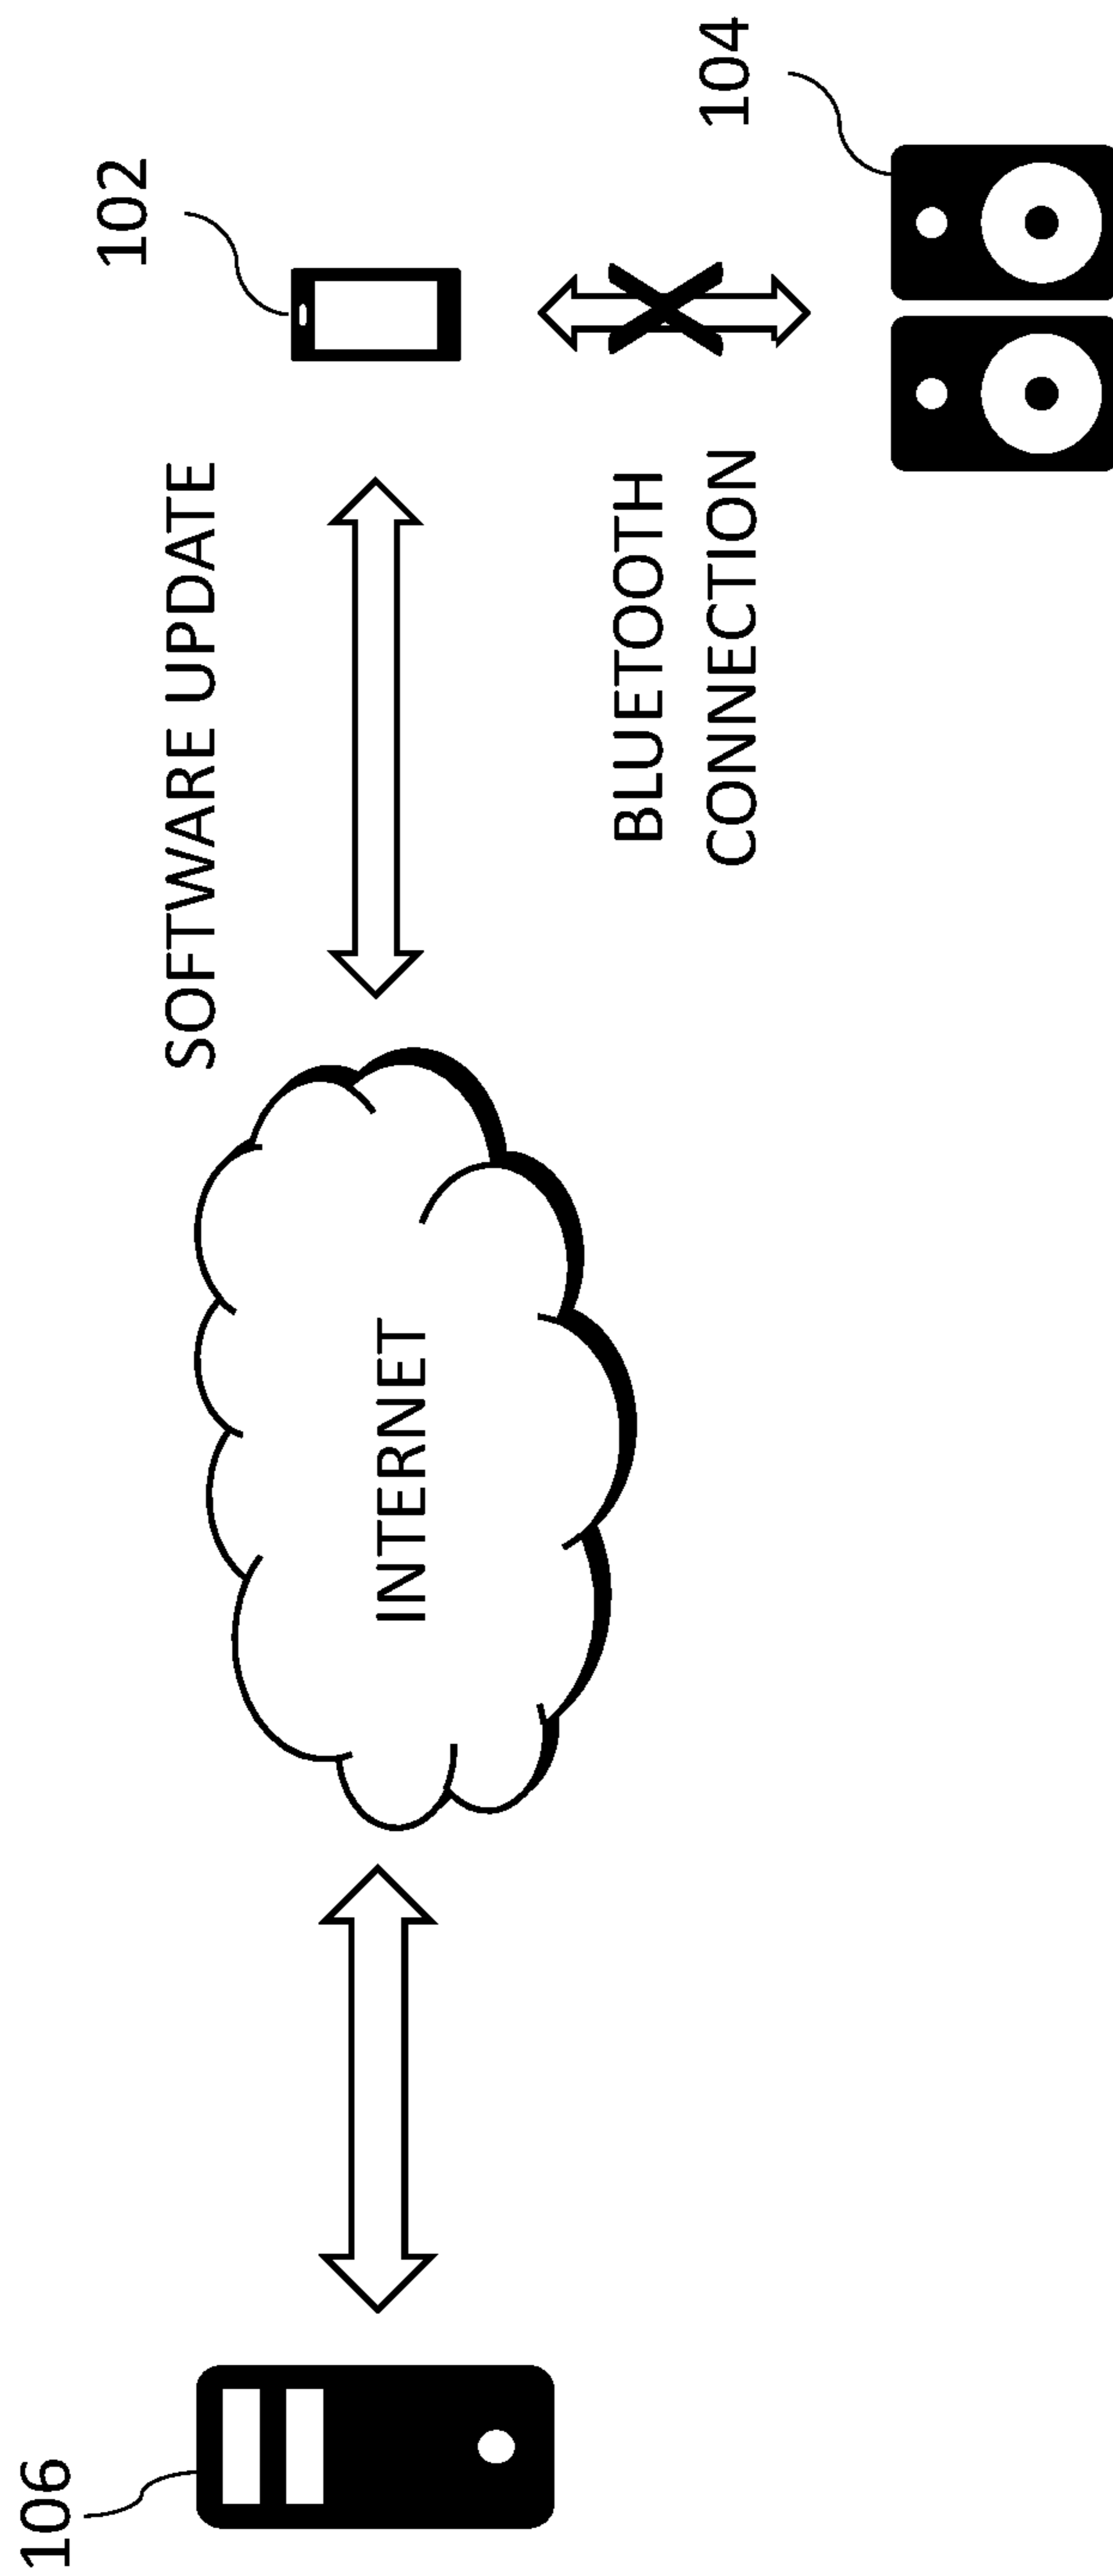 102
104
106
SOFTWARE UPDATE
INTERNET
BLUETOOTH
CONNECTION